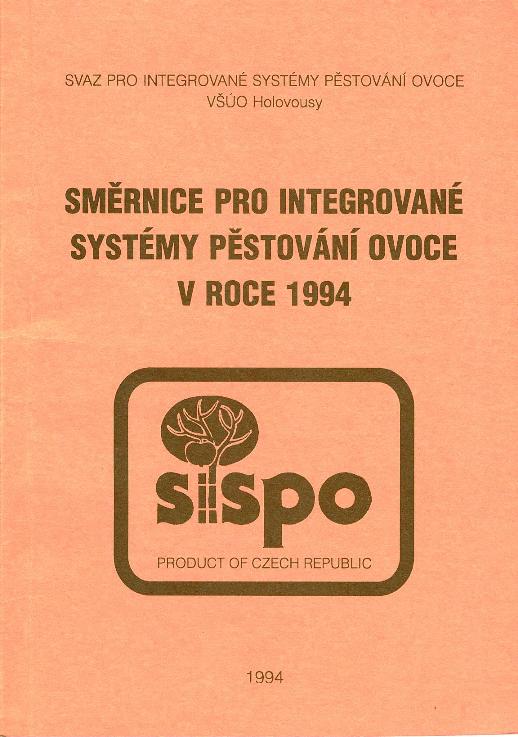 SVAZ PRO INTEGROVANÉ SYSTÉMY PĚSTOVÁNÍ OVOCE
VŠÚO Holovousy
SMĚRNICE PRO INTEGROVANÉ
SYSTÉMY PĚSTOVÁNÍ OVOCE
V ROCE 1994
sispo
PRODUCT OF CZECH REPUBLIC
1994